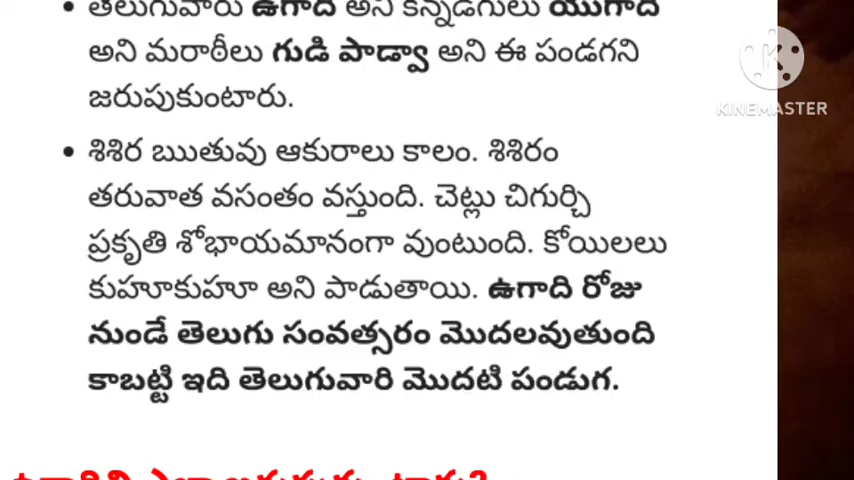 తెలుగువారు ఉగాది అని కన్నడిగులు యుగాది
అని మరాఠీలు గుడి పాడ్వా అని ఈ పండగని
జరుపుకుంటారు.
శిశిర ఋతువు ఆకురాలు కాలం. శిశిరం
తరువాత వసంతం వస్తుంది. చెట్లు చిగుర్చి
ప్రకృతి శోభాయమానంగా వుంటుంది. కోయిలలు
కుహూకుహూ అని పాడుతాయి. ఉగాది రోజు
నుండే తెలుగు సంవత్సరం మొదలవుతుంది
కాబట్టి ఇది తెలుగువారి మొదటి పండుగ.
KINEMASTER